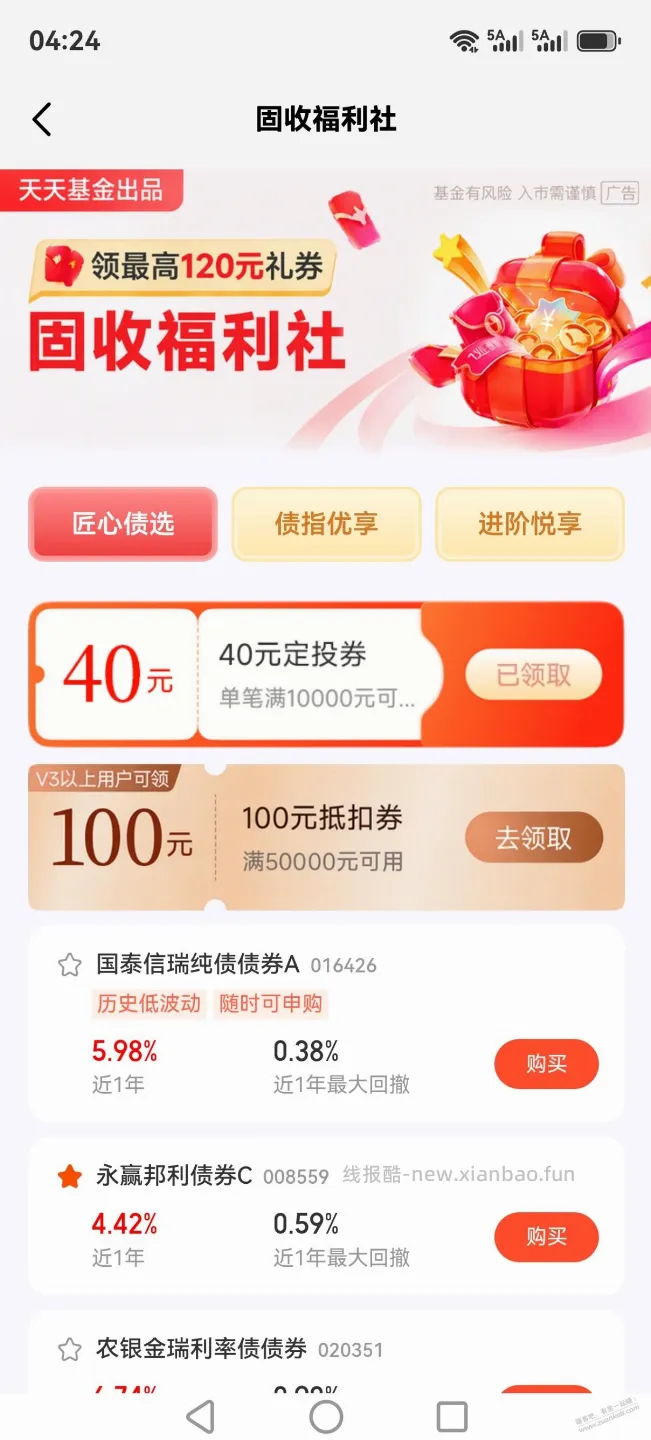 04:24
5A
5A
固收福利社
天天基金出品
基金有风险 入市需谨慎 广告
领最高120元礼券
固收福利社
匠心债选
债指优享
进阶悦享
40元
40元定投券
单笔满10000元可...
已领取
V3以上用户可领
100元
100元抵扣券
满50000元可用
去领取
国泰信瑞纯债债券A 016426
历史低波动 随时可申购
5.98%
0.38%
购买
近1年
近1年最大回撤
永赢邦利债券C 008559
线报酷-new.xianbao.fun
4.42%
0.59%
购买
近1年
近1年最大回撤
农银金瑞利率债债券 020351